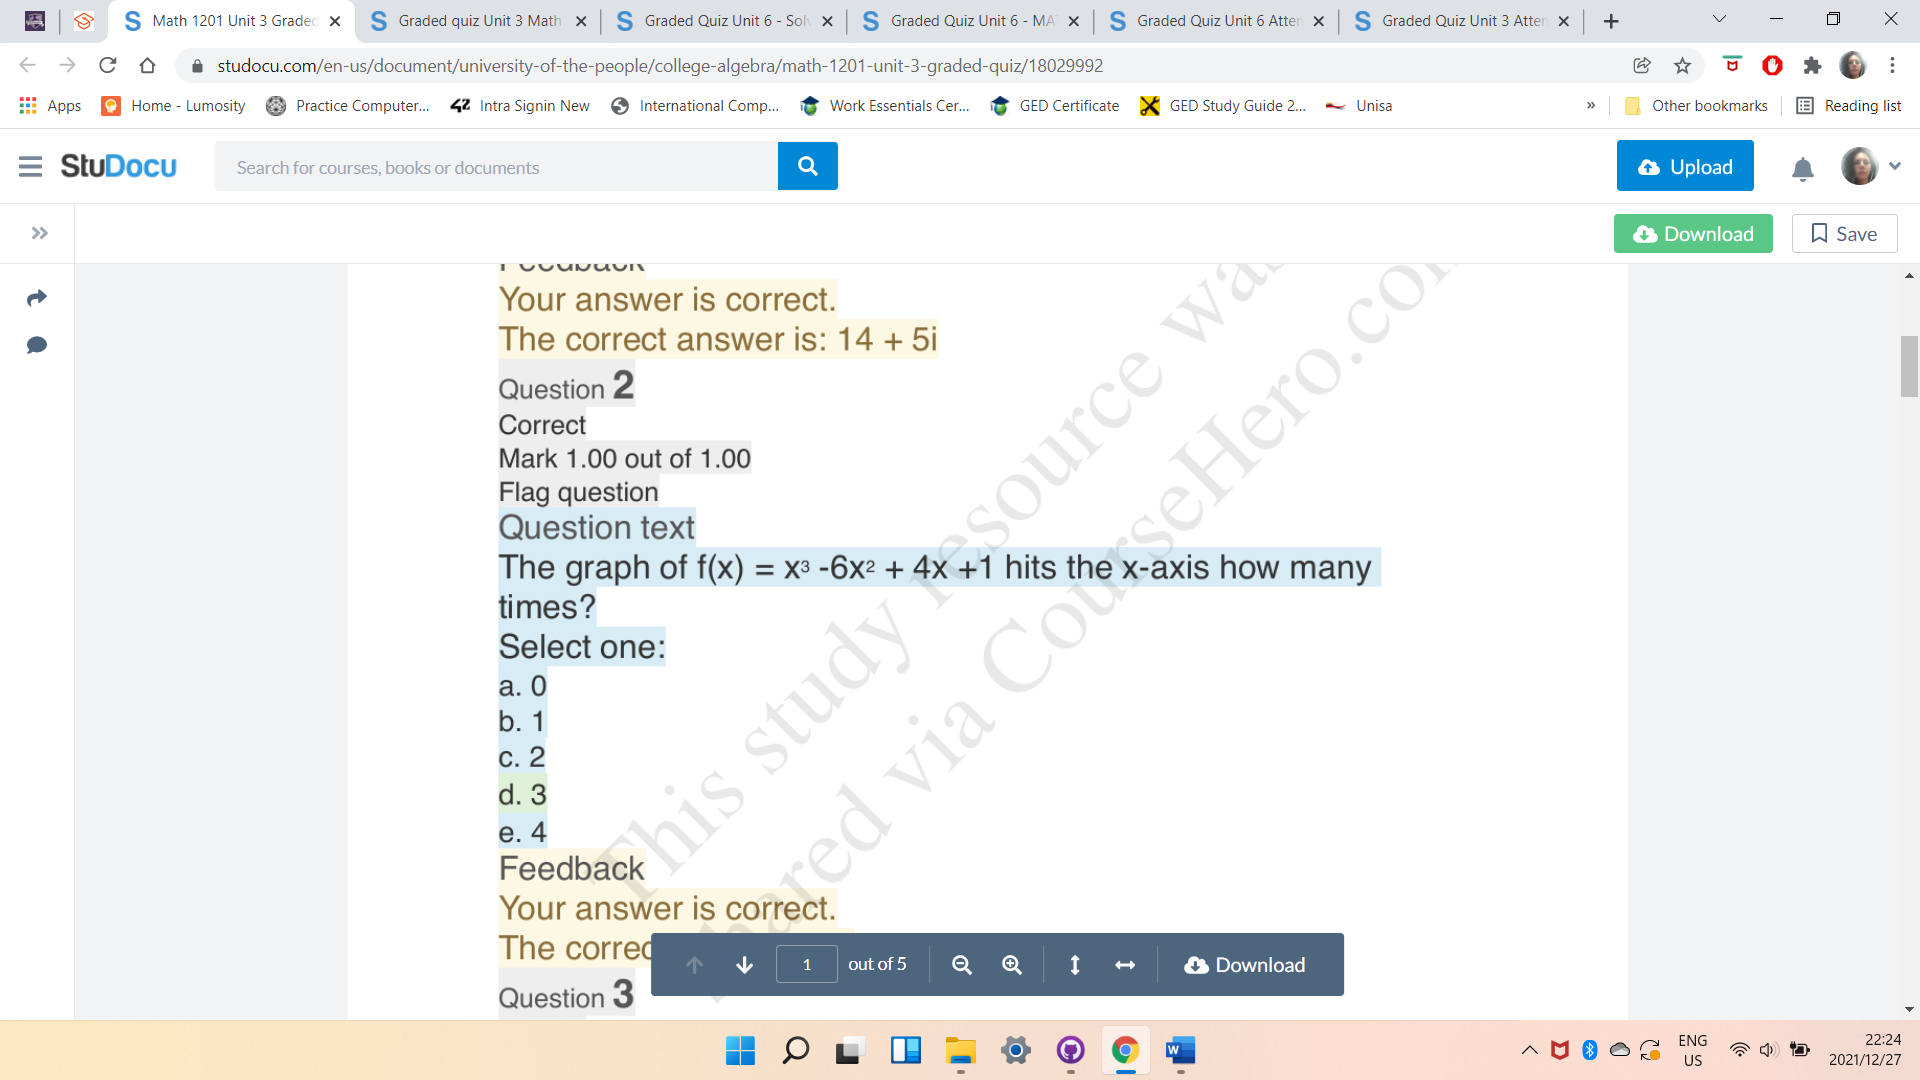 Math 1201 Unit 3 Graded
Graded quiz Unit 3 Math
Graded Quiz Unit 6 - Solv
Graded Quiz Unit 6 - MA
Graded Quiz Unit 6 Atten
Graded Quiz Unit 3 Atten
studocu.com/en-us/document/university-of-the-people/college-algebra/math-1201-unit-3-graded-quiz/18029992
Apps
Home - Lumosity
Practice Computer...
Intra Signin New
International Comp...
Work Essentials Cer...
GED Certificate
GED Study Guide 2...
Unisa
»
Other bookmarks
Reading list
StuDocu
Search for courses, books or documents
Upload
Download
Save
Feedback
Your answer is correct.
The correct answer is: 14 + 5i
Question 2
Correct
Mark 1.00 out of 1.00
Flag question
Question text
The graph of f(x) = x³ -6x² + 4x +1 hits the x-axis how many
times?
Select one:
a. 0
b. 1
c. 2
d. 3
e. 4
Feedback
Your answer is correct.
The correc
Question 3
This study resource wa
shared via CourseHero.com
1 out of 5
Download
ENG
US
22:24
2021/12/27